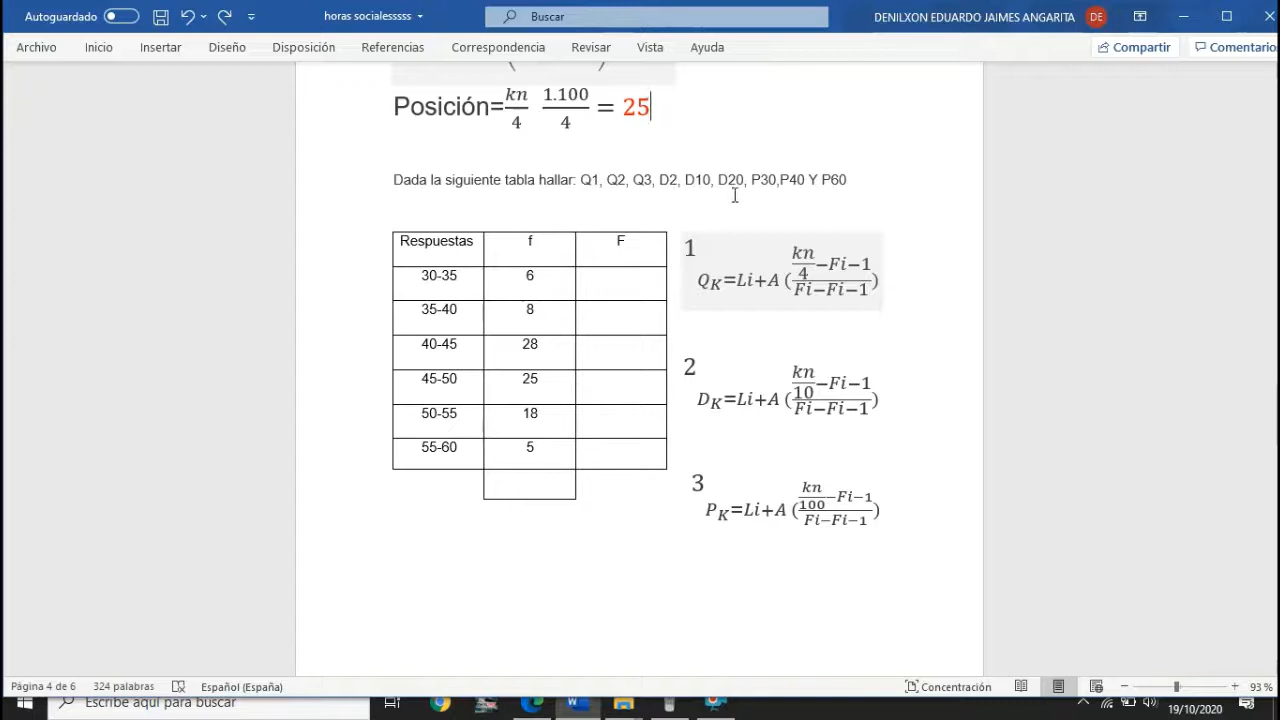 Autoguardado
horas socialesssss
Buscar
DENILXON EDUARDO JAIMES ANGARITA
DE
Archivo Inicio Insertar Diseño Disposición Referencias Correspondencia Revisar Vista Ayuda
Compartir
Comentario
Posición= kn/4 1.100/4 = 25
Dada la siguiente tabla hallar: Q1, Q2, Q3, D2, D10, D20, P30,P40 Y P60
Respuestas f F
30-35 6
35-40 8
40-45 28
45-50 25
50-55 18
55-60 5
1
QK=Li+A (kn/4−Fi−1/Fi−Fi−1)
2
DK=Li+A (kn/10−Fi−1/Fi−Fi−1)
3
PK=Li+A (kn/100−Fi−1/Fi−Fi−1)
Página 4 de 6 324 palabras Español (España)
Concentración
93 %
Escribe aquí para buscar
19/10/2020